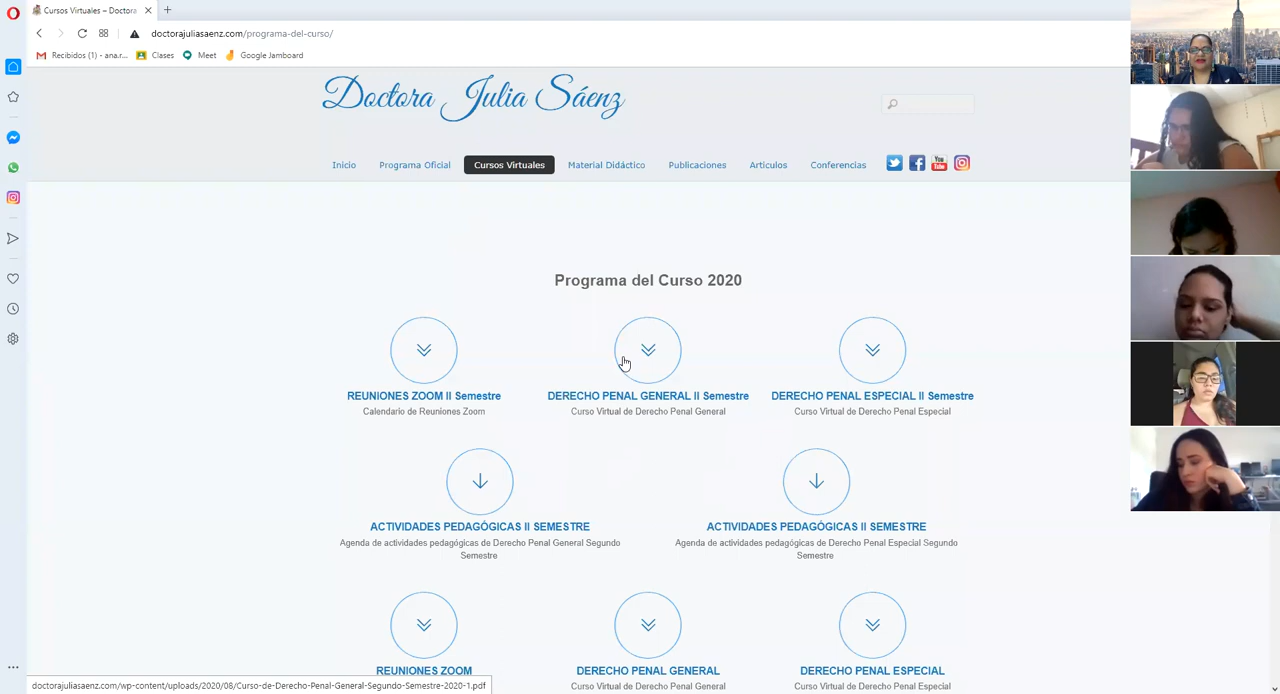 Cursos Virtuales – Doctora
doctorajuliasaenz.com/programa-del-curso/
Recibidos (1) - ana.r... Clases Meet Google Jamboard
Doctora Julia Sáenz
Inicio Programa Oficial Cursos Virtuales Material Didáctico Publicaciones Articulos Conferencias
You Tube
Programa del Curso 2020
REUNIONES ZOOM II Semestre DERECHO PENAL GENERAL II Semestre DERECHO PENAL ESPECIAL II Semestre
Calendario de Reuniones Zoom Curso Virtual de Derecho Penal General Curso Virtual de Derecho Penal Especial
ACTIVIDADES PEDAGÓGICAS II SEMESTRE ACTIVIDADES PEDAGÓGICAS II SEMESTRE
Agenda de actividades pedagógicas de Derecho Penal General Segundo Agenda de actividades pedagógicas de Derecho Penal Especial Segundo
Semestre Semestre
REUNIONES ZOOM DERECHO PENAL GENERAL DERECHO PENAL ESPECIAL
Curso Virtual de Derecho Penal General Curso Virtual de Derecho Penal Especial
doctorajuliasaenz.com/wp-content/uploads/2020/08/Curso-de-Derecho-Penal-General-Segundo-Semestre-2020-1.pdf